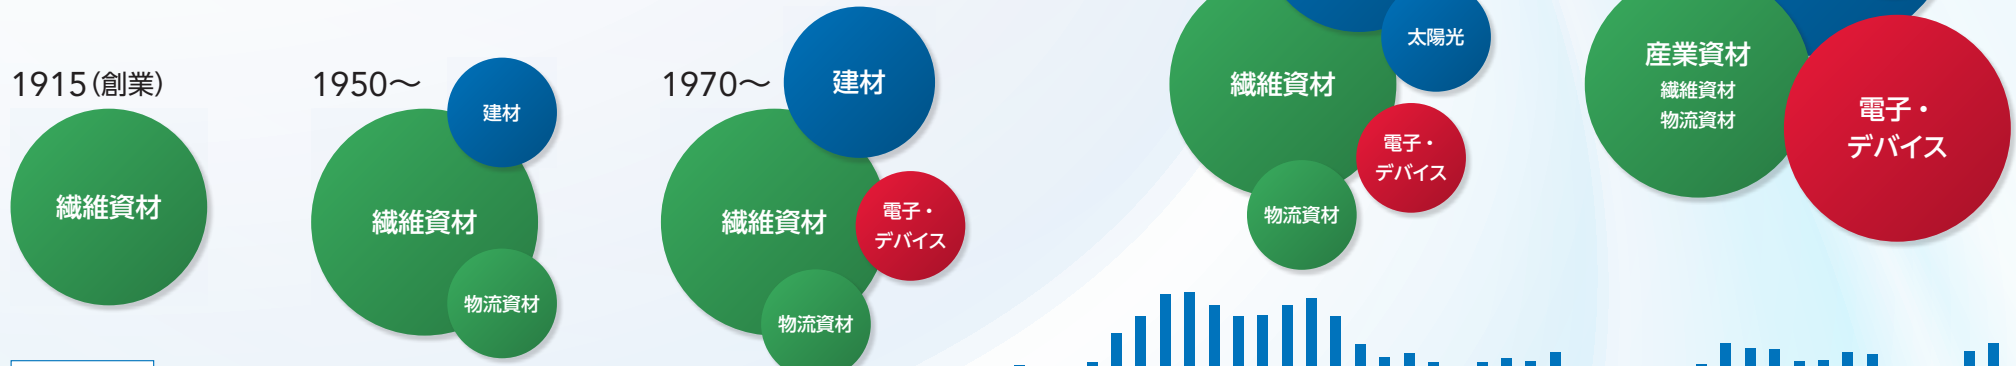 1915(創業)
繊維資材
1950～
建材
繊維資材
物流資材
1970～
建材
繊維資材
電子・
デバイス
物流資材
太陽光
繊維資材
電子・
デバイス
物流資材
産業資材
繊維資材
物流資材
電子・
デバイス